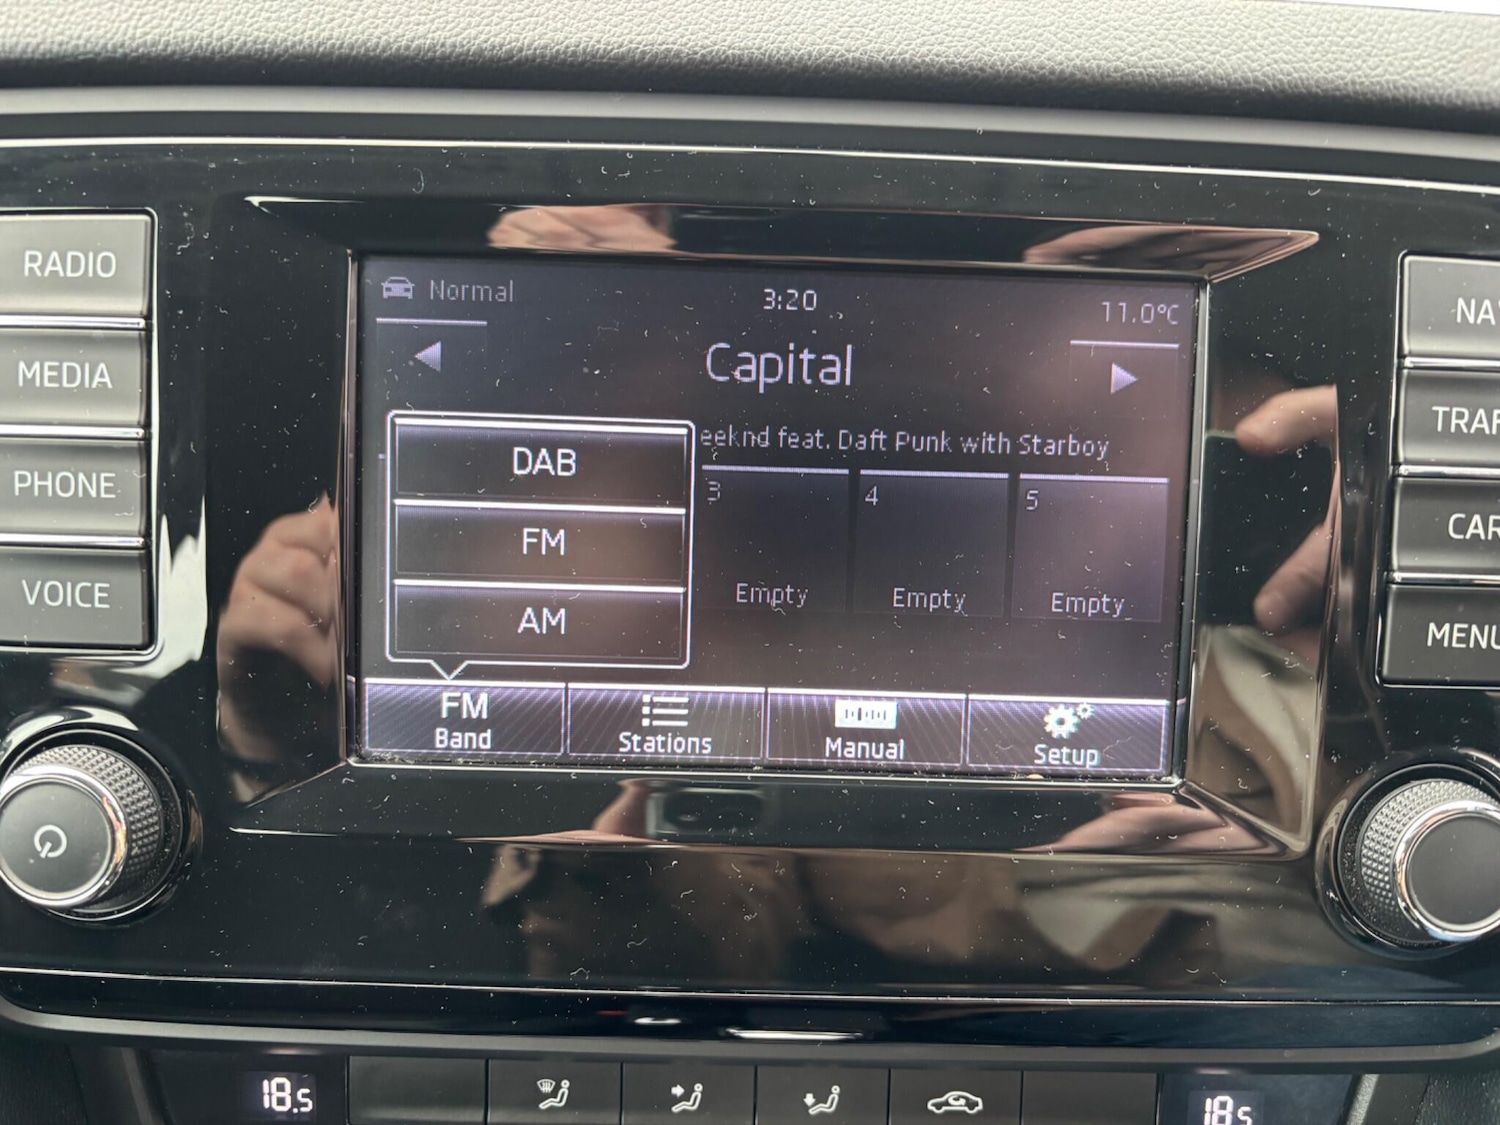 RADIO
MEDIA
PHONE
VOICE
Normal
3:20
11.0°C
Capital
eeknd feat. Daft Punk with Starboy
DAB
FM
AM
3
4
5
Empty
Empty
Empty
FM
Band
Stations
Manual
Setup
NA
TRAF
CAR
MENU
18.5
18.5